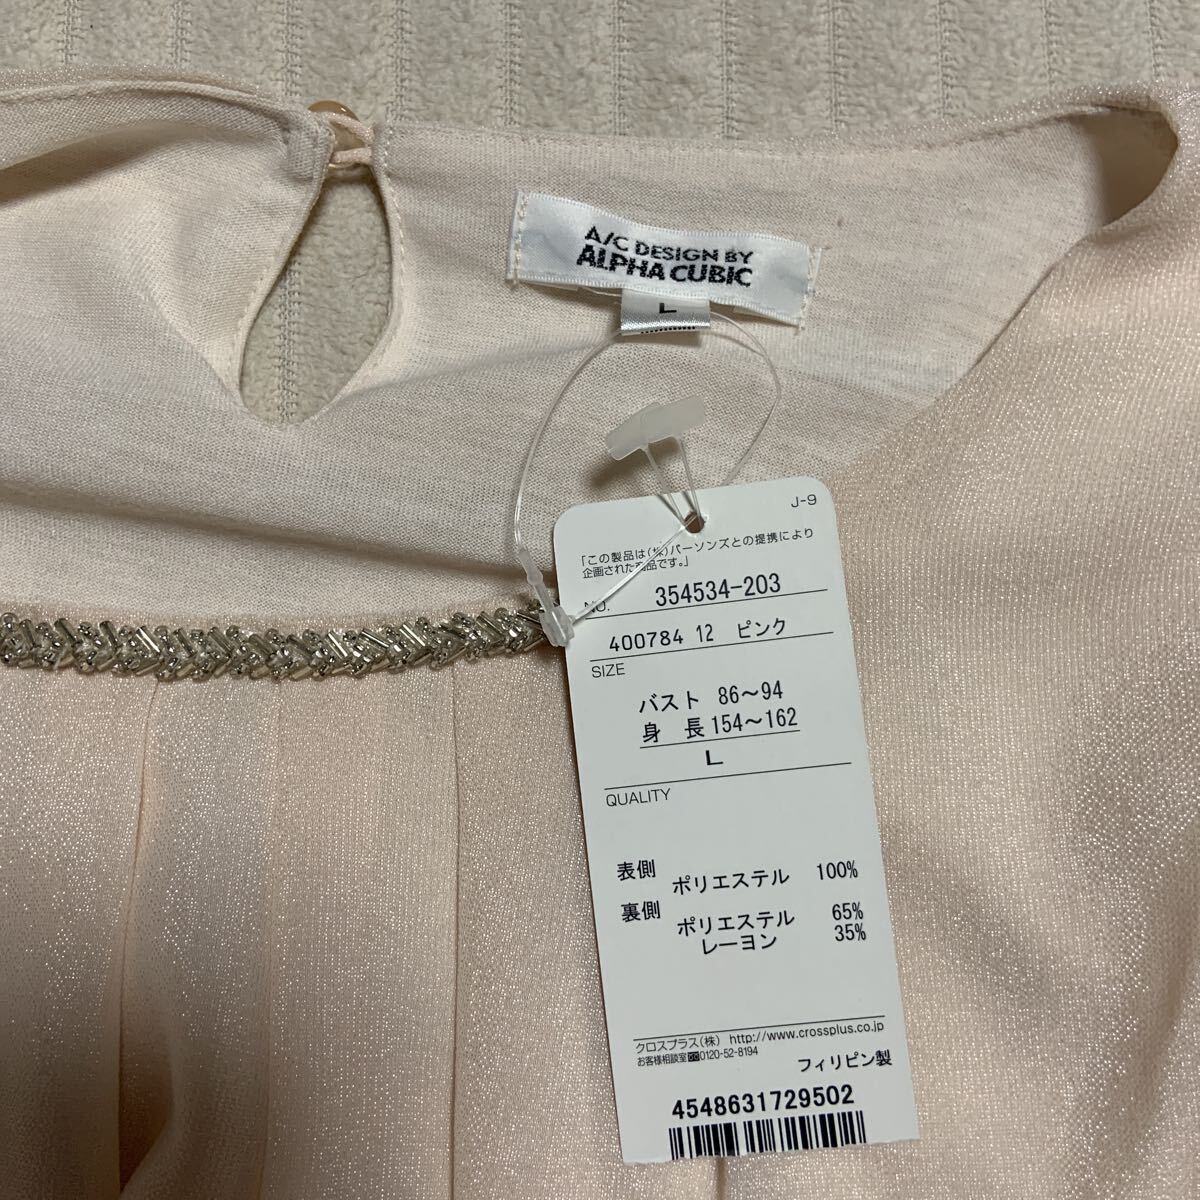 A/C DESIGN BY
ALPHA CUBIC
L
J-9
「この製品は(株)パーソンズとの提携により
企画された商品です。」
NO. 354534-203
400784 12 ピンク
SIZE
バスト 86～94
身 長 154～162
L
QUALITY
表側 ポリエステル 100%
裏側 ポリエステル 65%
レーヨン 35%
クロスプラス(株) http://www.crossplus.co.jp
お客様相談室 0120-52-8194
フィリピン製
4548631729502